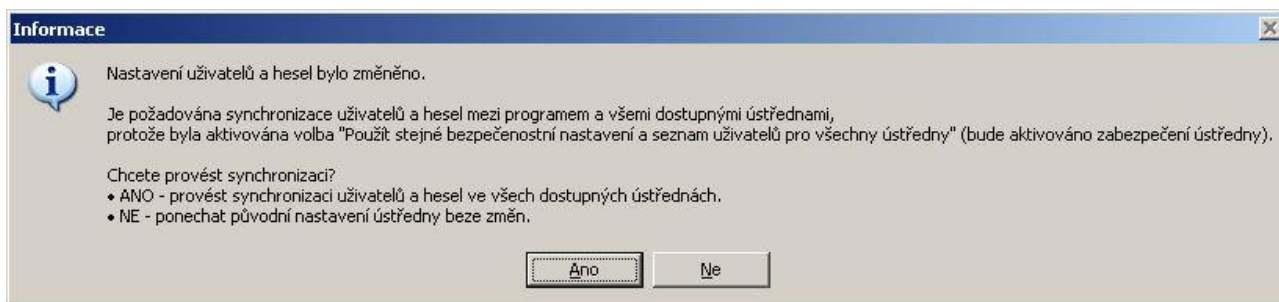 Informace
Nastavení uživatelů a hesel bylo změněno.
Je požadována synchronizace uživatelů a hesel mezi programem a všemi dostupnými ústřednami,
protože byla aktivována volba "Použít stejné bezpečenostní nastavení a seznam uživatelů pro všechny ústředny" (bude aktivováno zabezpečení ústředny).
Chcete provést synchronizaci?
• ANO - provést synchronizaci uživatelů a hesel ve všech dostupných ústřednách.
• NE - ponechat původní nastavení ústředny beze změn.
Ano Ne